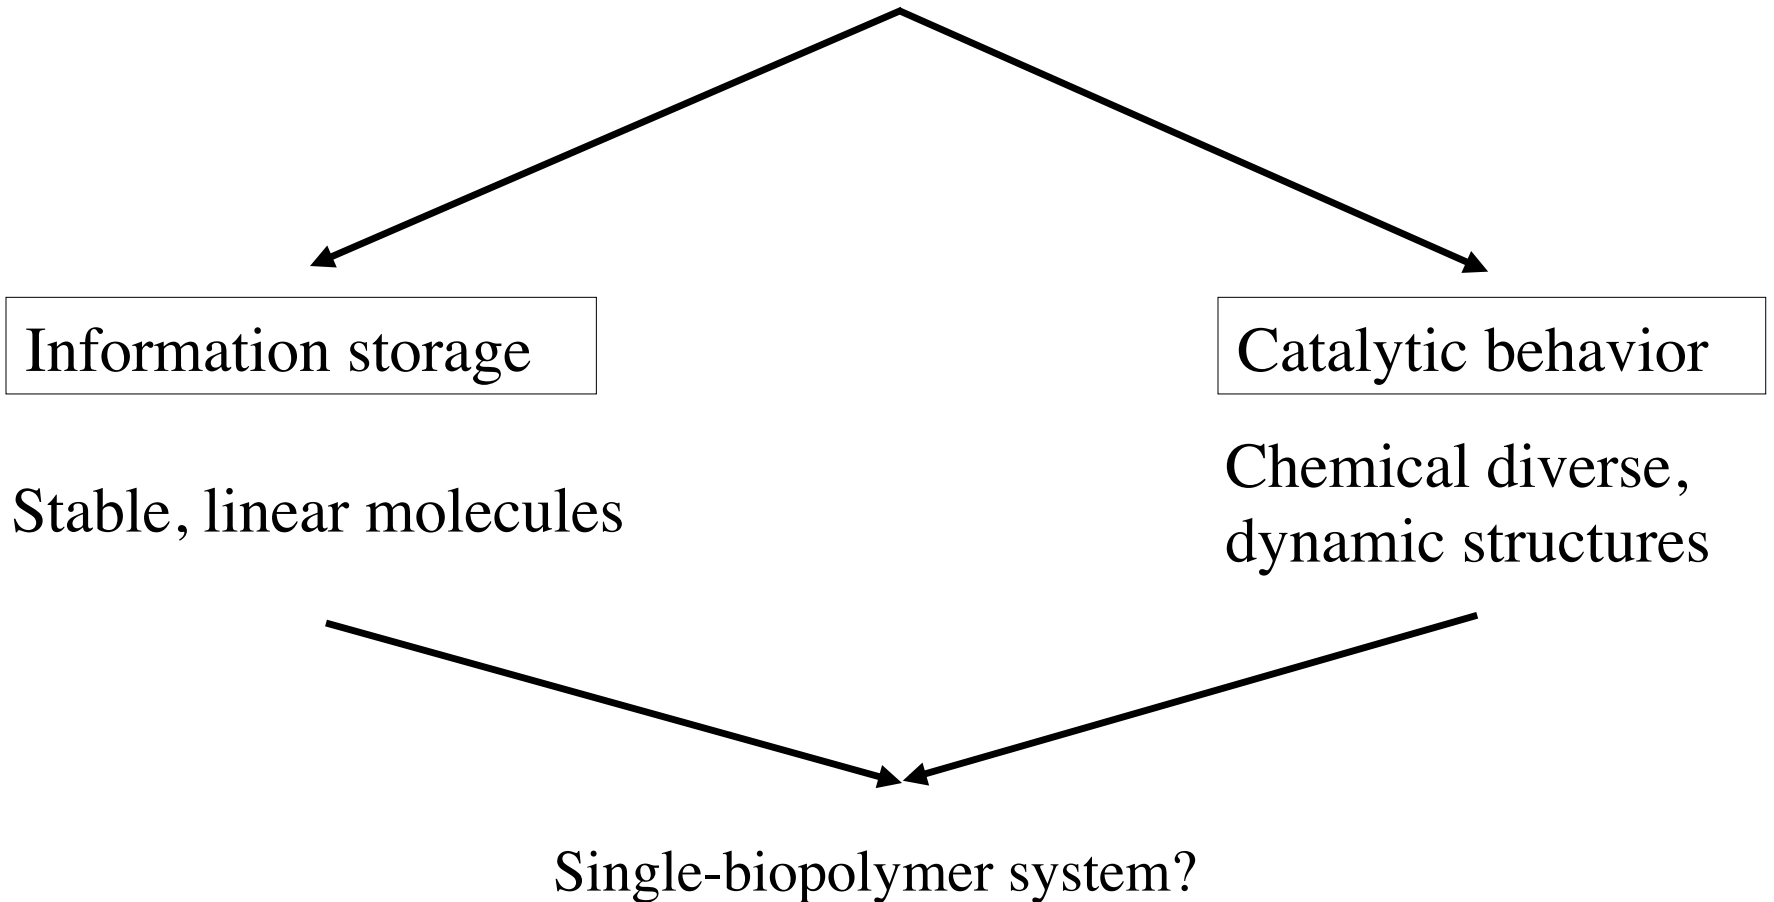 Information storage
Catalytic behavior
Stable, linear molecules
Chemical diverse,
dynamic structures
Single-biopolymer system?